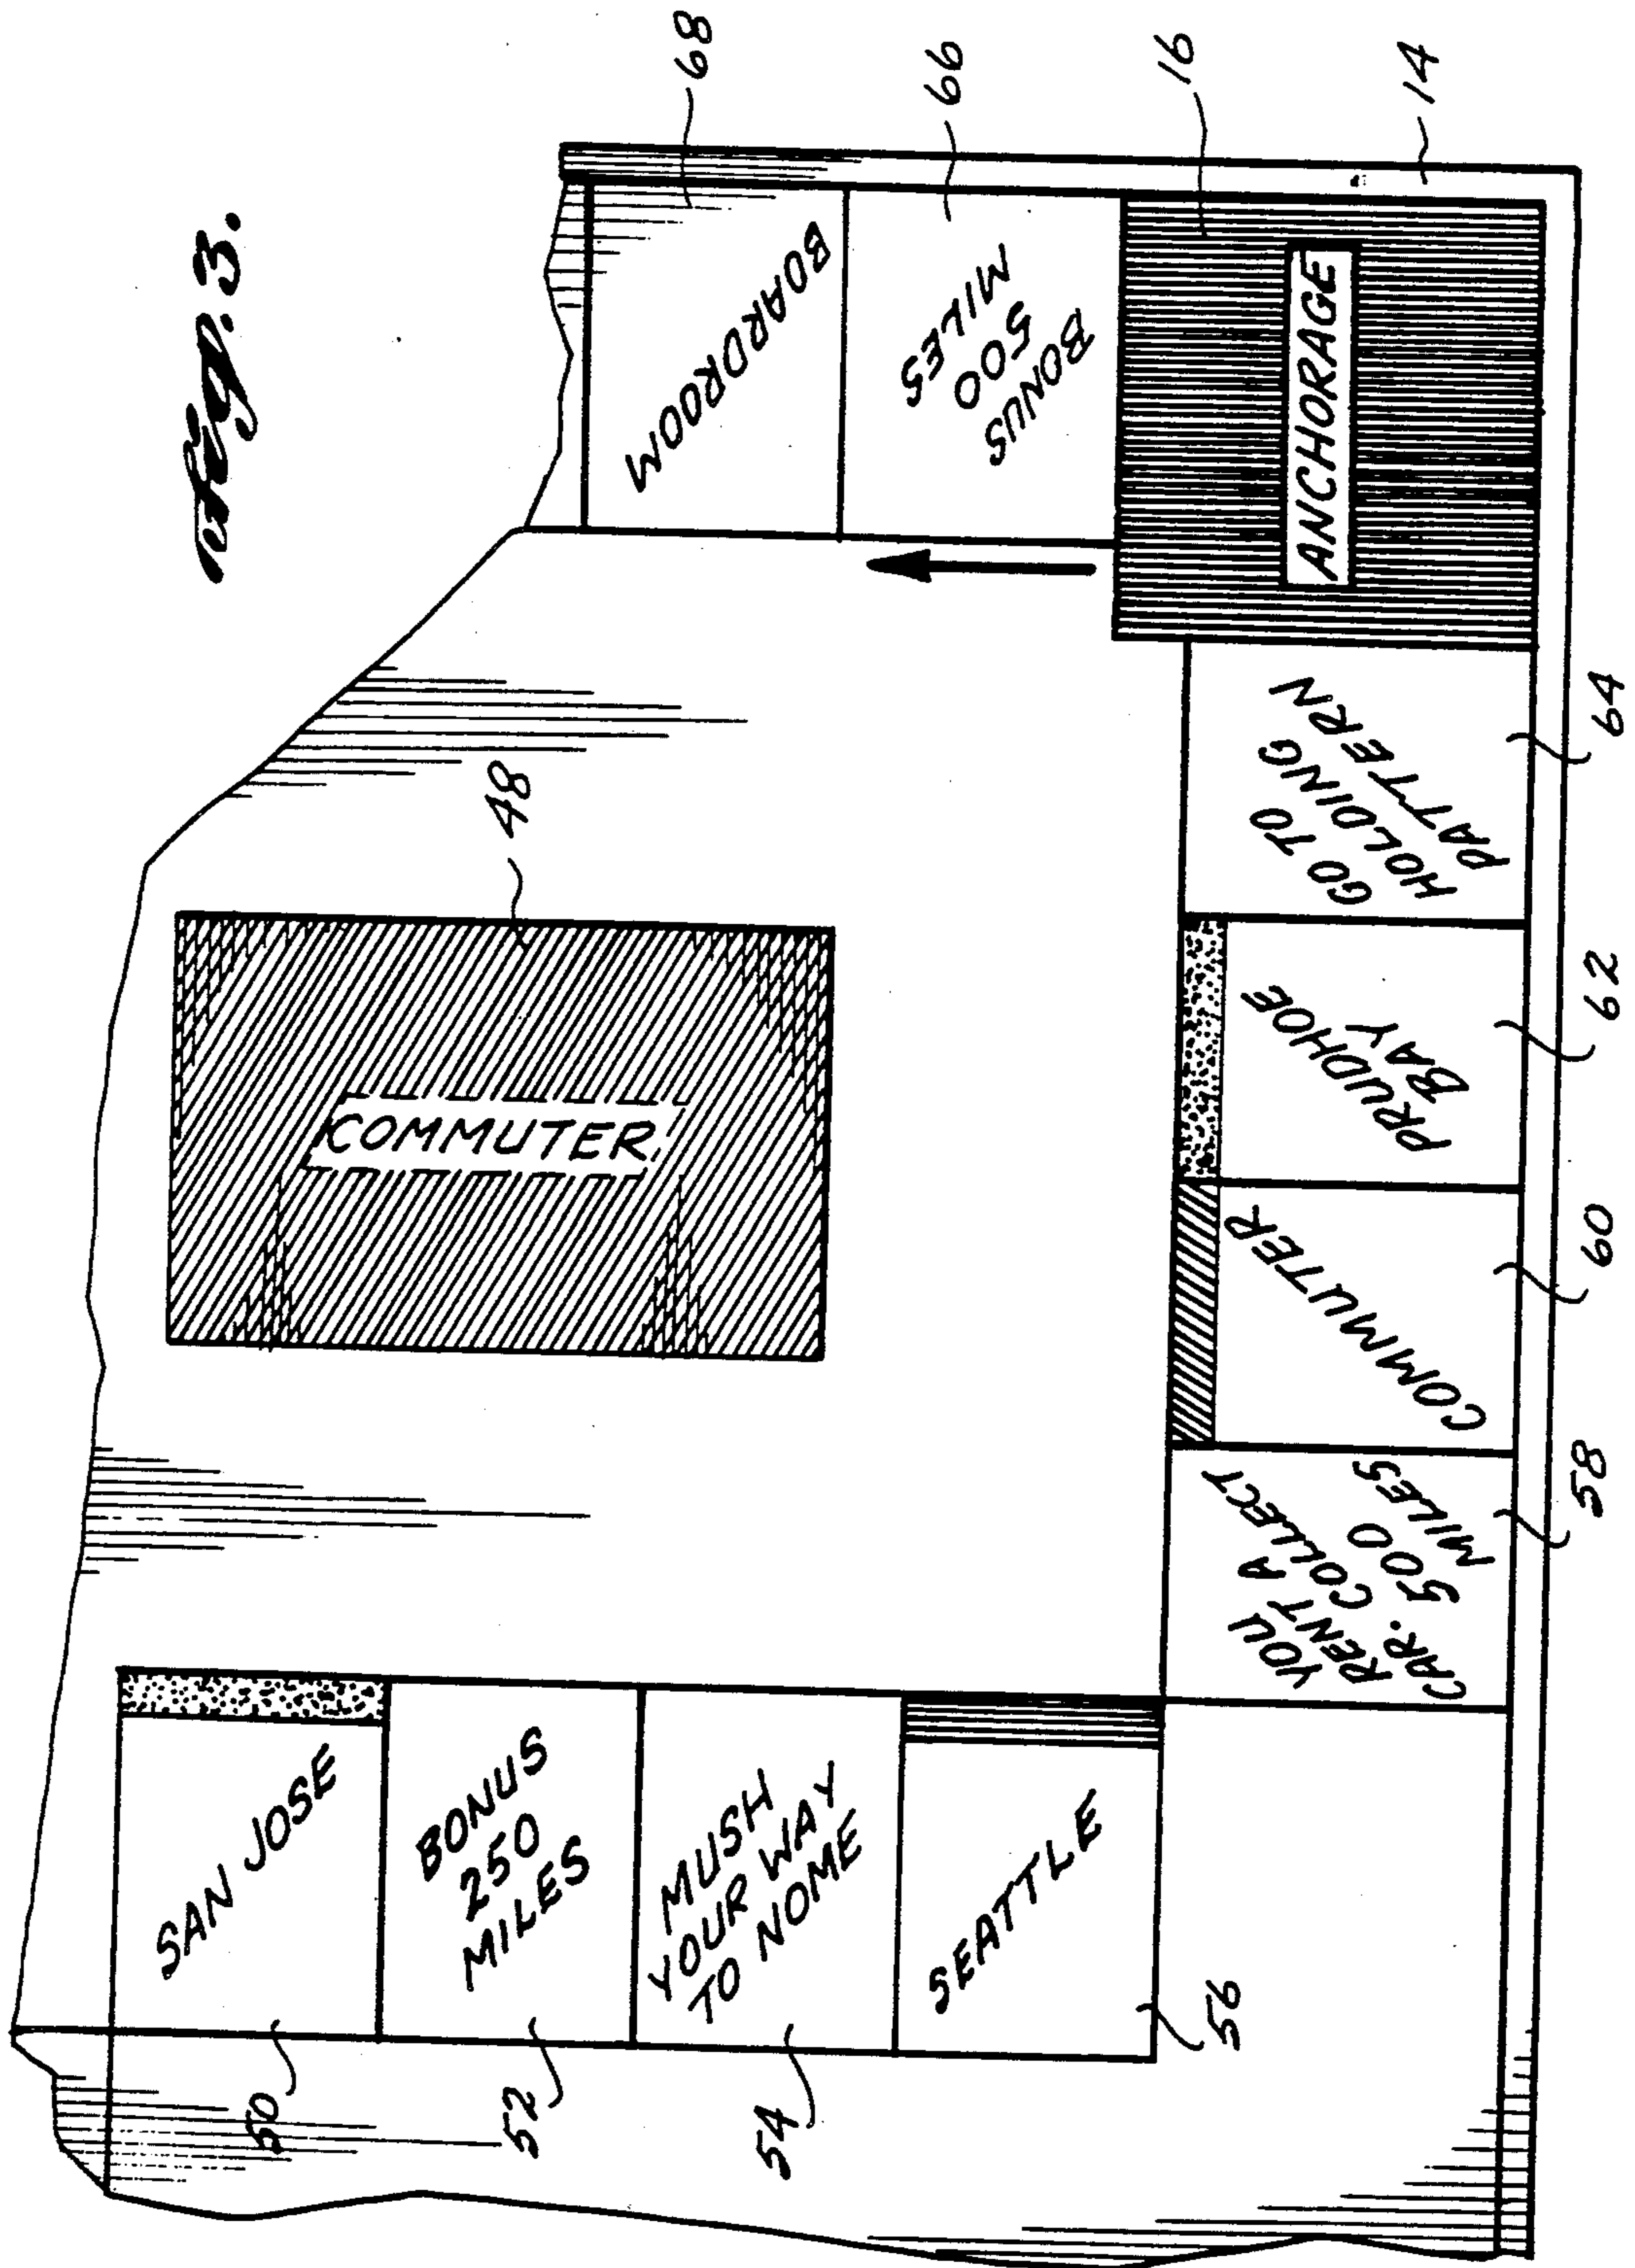 Fig. 3.
48
COMMUTER
50
SAN JOSE
52
BONUS
250
MILES
54
MUSH
YOUR WAY
TO NOME
56
SEATTLE
58
YOU
RENT A
CAR. COLLECT
500
MILES
60
COMMUTER
62
PRUDHOE
BAY
64
GO TO
HOLDING
PATTERN
16
ANCHORAGE
14
66
BONUS
500
MILES
68
BOARDROOM